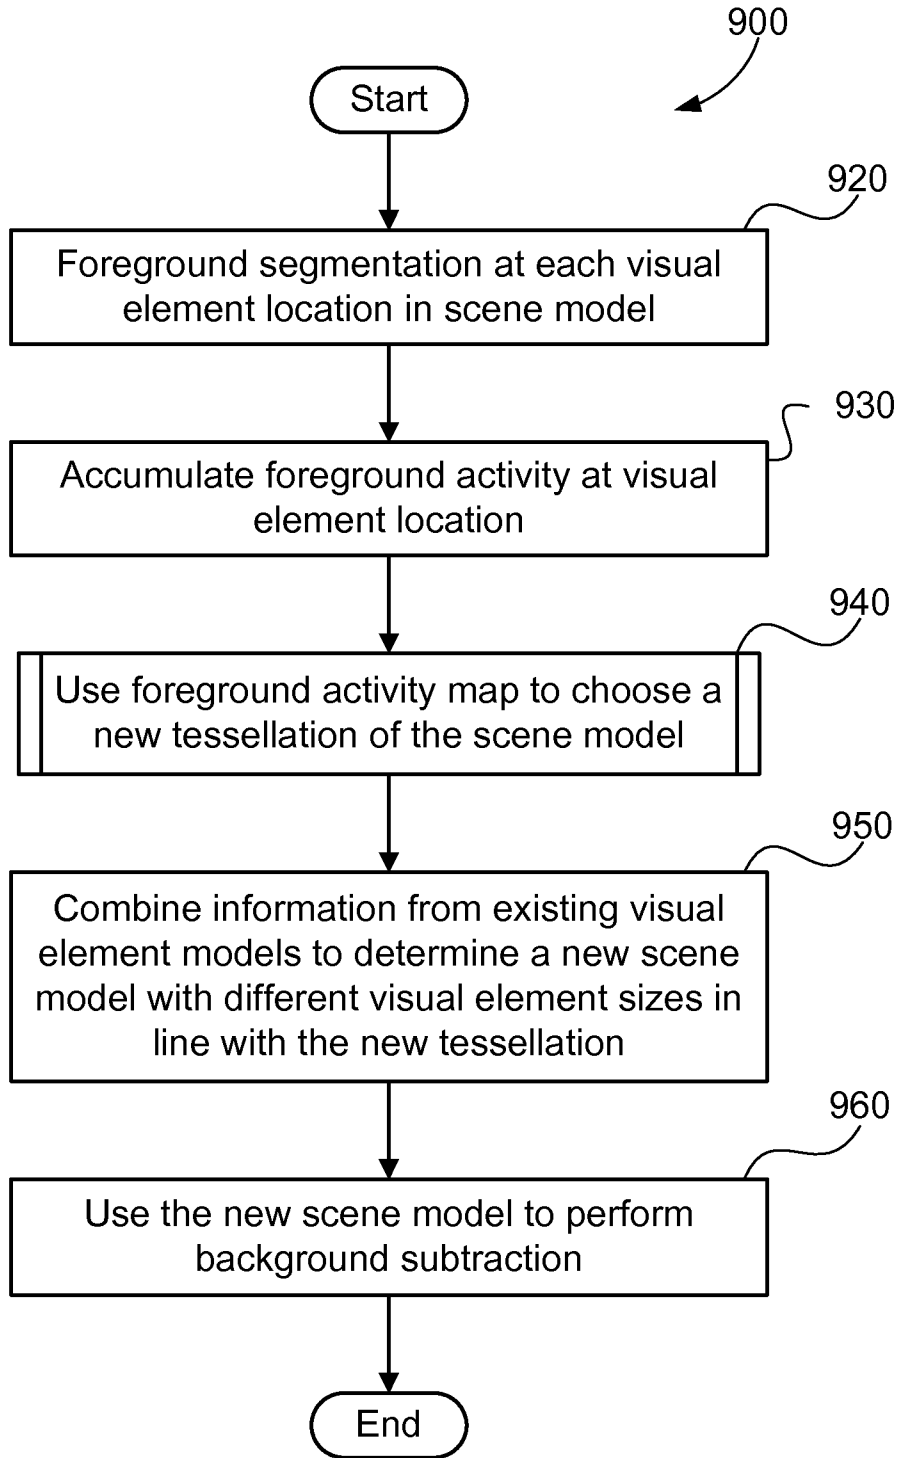 900
Start
920
Foreground segmentation at each visual
element location in scene model
930
Accumulate foreground activity at visual
element location
940
Use foreground activity map to choose a
new tessellation of the scene model
950
Combine information from existing visual
element models to determine a new scene
model with different visual element sizes in
line with the new tessellation
960
Use the new scene model to perform
background subtraction
End